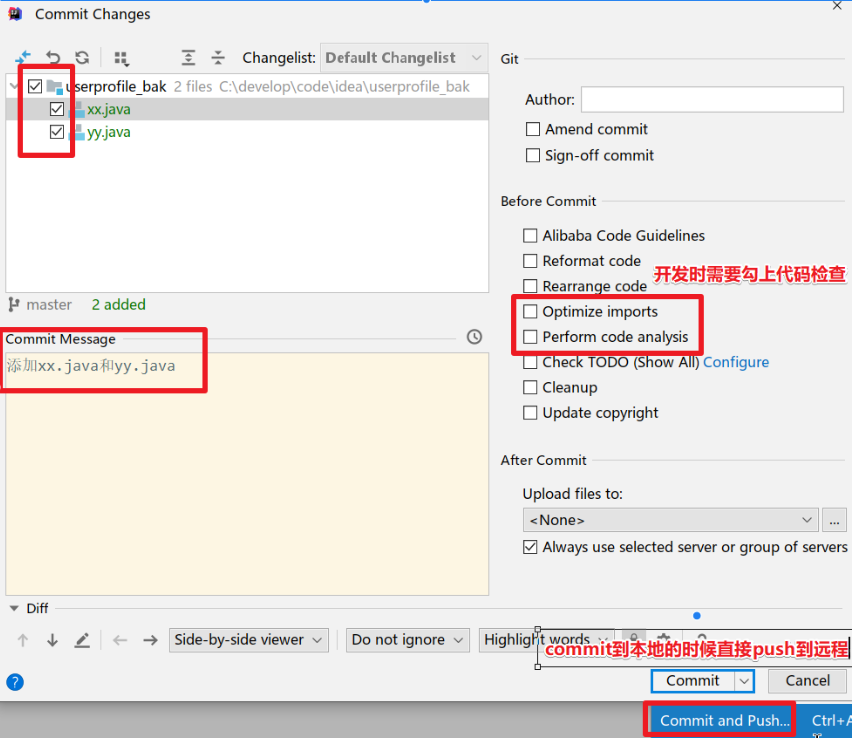 Commit Changes
Changelist: Default Changelist
userprofile_bak 2 files C:\develop\code\idea\userprofile_bak
xx.java
yy.java
master 2 added
Commit Message
添加xx.java和yy.java
Git
Author:
Amend commit
Sign-off commit
Before Commit
Alibaba Code Guidelines
Reformat code
Rearrange code
开发时需要勾上代码检查
Optimize imports
Perform code analysis
Check TODO (Show All) Configure
Cleanup
Update copyright
After Commit
Upload files to:
<None>
...
Always use selected server or group of servers
Diff
Side-by-side viewer
Do not ignore
Highlight words
commit到本地的时候直接push到远程
?
Commit
Cancel
Commit and Push... Ctrl+A